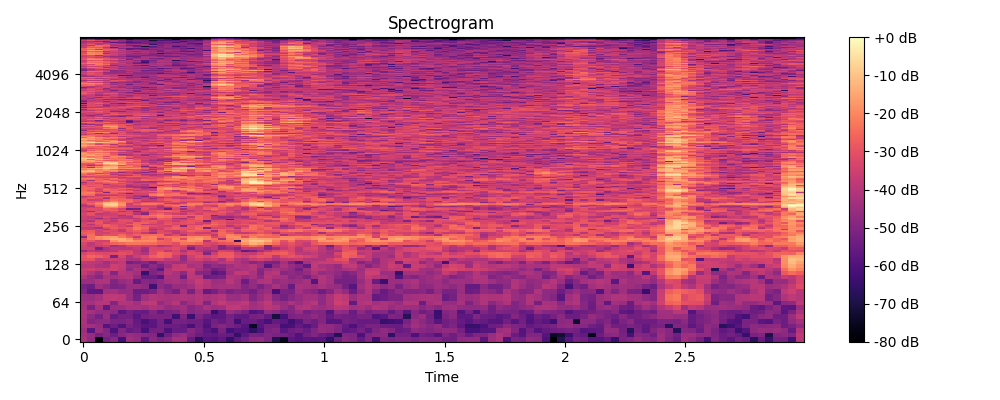 Spectrogram
Hz
4096
2048
1024
512
256
128
64
0
0
0.5
1
1.5
2
2.5
Time
+0 dB
-10 dB
-20 dB
-30 dB
-40 dB
-50 dB
-60 dB
-70 dB
-80 dB